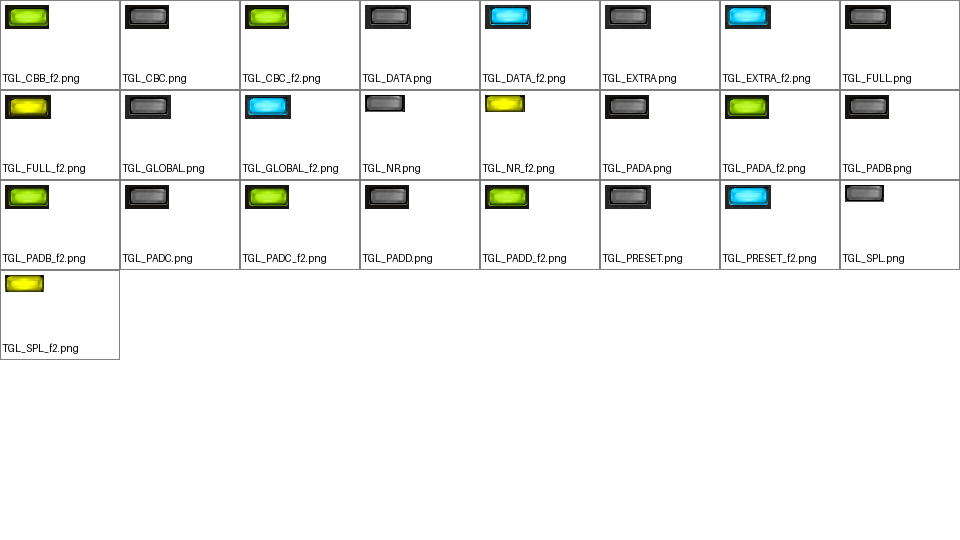 TGL_CBB_f2.png
TGL_CBC.png
TGL_CBC_f2.png
TGL_DATA.png
TGL_DATA_f2.png
TGL_EXTRA.png
TGL_EXTRA_f2.png
TGL_FULL.png
TGL_FULL_f2.png
TGL_GLOBAL.png
TGL_GLOBAL_f2.png
TGL_NR.png
TGL_NR_f2.png
TGL_PADA.png
TGL_PADA_f2.png
TGL_PADB.png
TGL_PADB_f2.png
TGL_PADC.png
TGL_PADC_f2.png
TGL_PADD.png
TGL_PADD_f2.png
TGL_PRESET.png
TGL_PRESET_f2.png
TGL_SPL.png
TGL_SPL_f2.png